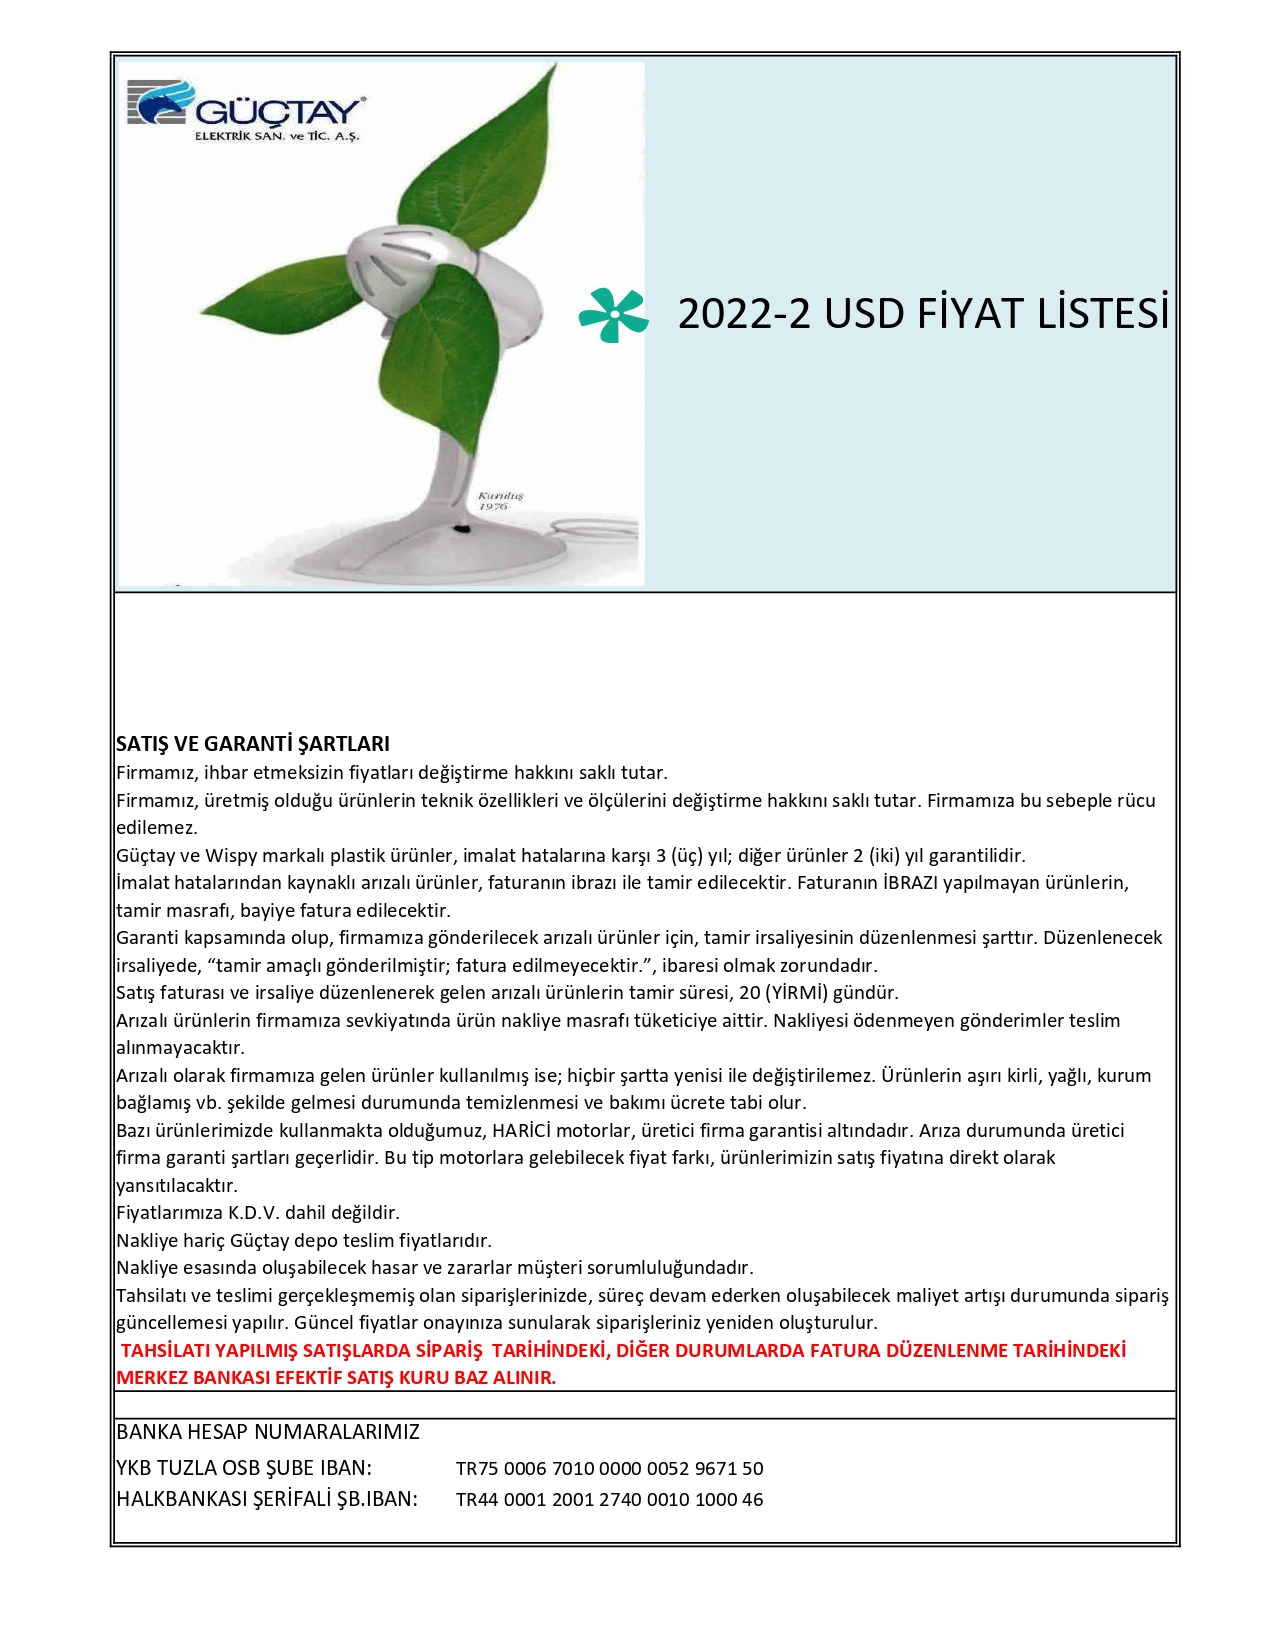 GÜÇTAY®
ELEKTRİK SAN. ve TİC. A.Ş.
2022-2 USD FİYAT LİSTESİ
Kuruluş
1976
SATIŞ VE GARANTİ ŞARTLARI
Firmamız, ihbar etmeksizin fiyatları değiştirme hakkını saklı tutar.
Firmamız, üretmiş olduğu ürünlerin teknik özellikleri ve ölçülerini değiştirme hakkını saklı tutar. Firmamıza bu sebeple rücu
edilemez.
Güçtay ve Wispy markalı plastik ürünler, imalat hatalarına karşı 3 (üç) yıl; diğer ürünler 2 (iki) yıl garantilidir.
İmalat hatalarından kaynaklı arızalı ürünler, faturanın ibrazı ile tamir edilecektir. Faturanın İBRAZI yapılmayan ürünlerin,
tamir masrafı, bayiye fatura edilecektir.
Garanti kapsamında olup, firmamıza gönderilecek arızalı ürünler için, tamir irsaliyesinin düzenlenmesi şarttır. Düzenlenecek
irsaliyede, “tamir amaçlı gönderilmiştir; fatura edilmeyecektir.”, ibaresi olmak zorundadır.
Satış faturası ve irsaliye düzenlenerek gelen arızalı ürünlerin tamir süresi, 20 (YİRMİ) gündür.
Arızalı ürünlerin firmamıza sevkiyatında ürün nakliye masrafı tüketiciye aittir. Nakliyesi ödenmeyen gönderimler teslim
alınmayacaktır.
Arızalı olarak firmamıza gelen ürünler kullanılmış ise; hiçbir şartta yenisi ile değiştirilemez. Ürünlerin aşırı kirli, yağlı, kurum
bağlamış vb. şekilde gelmesi durumunda temizlenmesi ve bakımı ücrete tabi olur.
Bazı ürünlerimizde kullanmakta olduğumuz, HARİCİ motorlar, üretici firma garantisi altındadır. Arıza durumunda üretici
firma garanti şartları geçerlidir. Bu tip motorlara gelebilecek fiyat farkı, ürünlerimizin satış fiyatına direkt olarak
yansıtılacaktır.
Fiyatlarımıza K.D.V. dahil değildir.
Nakliye hariç Güçtay depo teslim fiyatlarıdır.
Nakliye esasında oluşabilecek hasar ve zararlar müşteri sorumluluğundadır.
Tahsilatı ve teslimi gerçekleşmemiş olan siparişlerinizde, süreç devam ederken oluşabilecek maliyet artışı durumunda sipariş
güncellemesi yapılır. Güncel fiyatlar onayınıza sunularak siparişleriniz yeniden oluşturulur.
TAHSİLATI YAPILMIŞ SATIŞLARDA SİPARİŞ  TARİHİNDEKİ, DİĞER DURUMLARDA FATURA DÜZENLENME TARİHİNDEKİ
MERKEZ BANKASI EFEKTİF SATIŞ KURU BAZ ALINIR.
BANKA HESAP NUMARALARIMIZ
YKB TUZLA OSB ŞUBE IBAN: TR75 0006 7010 0000 0052 9671 50
HALKBANKASI ŞERİFALİ ŞB.IBAN: TR44 0001 2001 2740 0010 1000 46